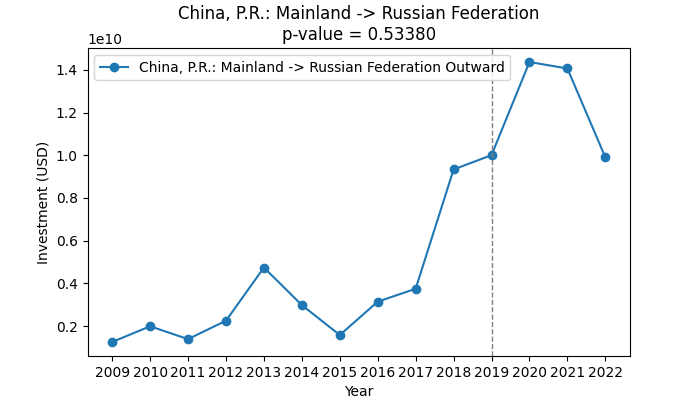 China, P.R.: Mainland -> Russian Federation
p-value = 0.53380
1e10
China, P.R.: Mainland -> Russian Federation Outward
1.4
1.2
1.0
0.8
0.6
0.4
0.2
Investment (USD)
2009 2010 2011 2012 2013 2014 2015 2016 2017 2018 2019 2020 2021 2022
Year